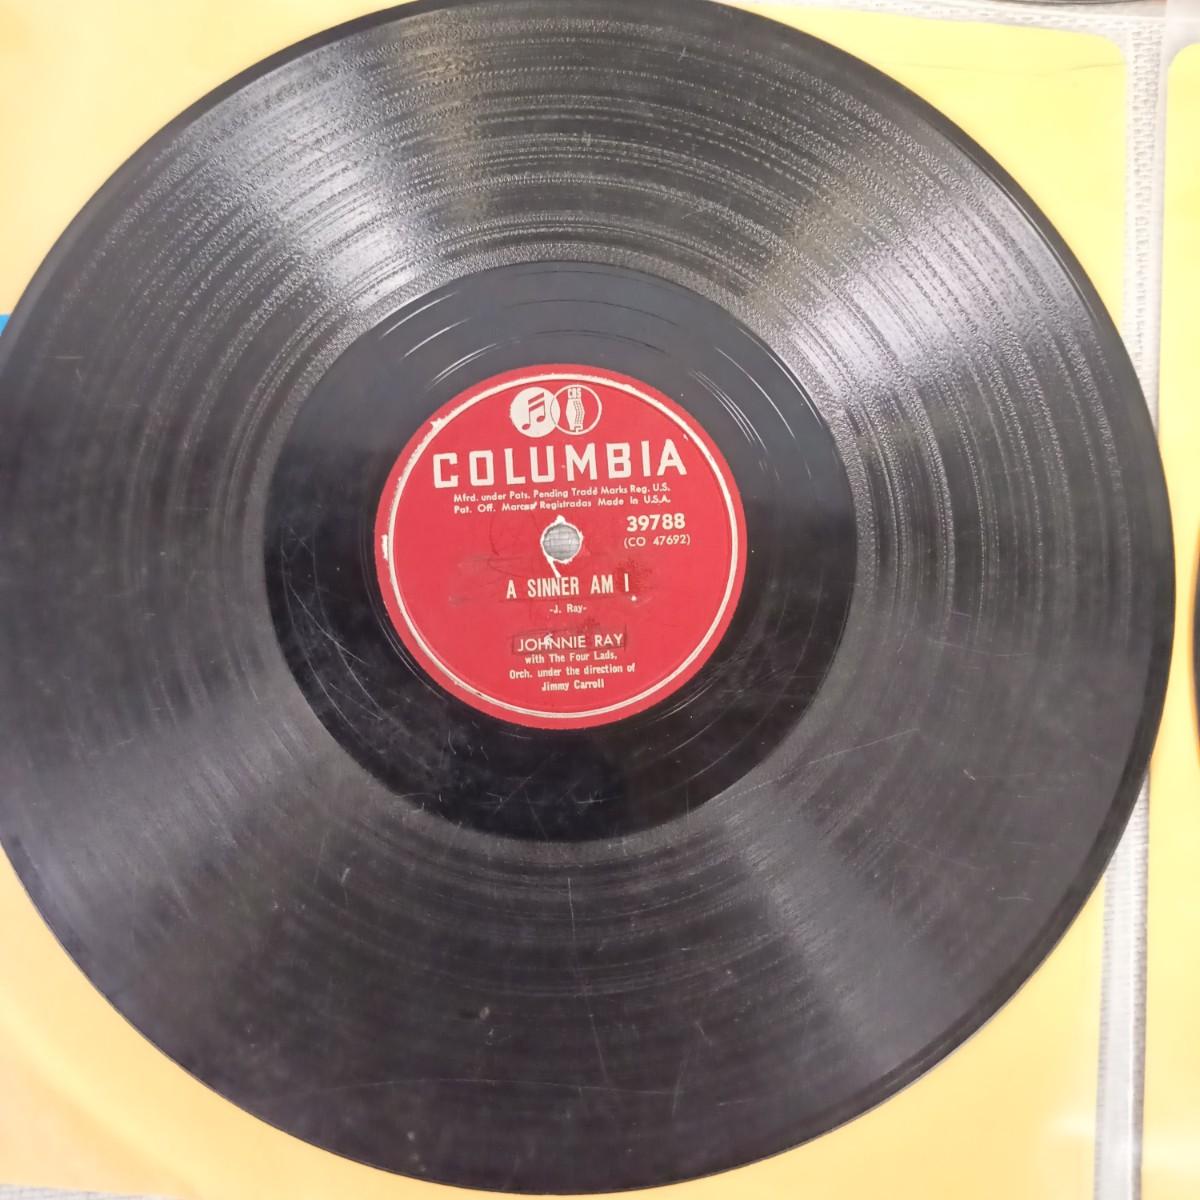 CBS
COLUMBIA
Mfrd. under Pats. Pending Trade Marks Reg. U.S.
Pat. Off. Marcas Registradas Made in U.S.A.
39788
(CO 47692)
A SINNER AM I
-J. Ray-
JOHNNIE RAY
with The Four Lads,
Orch. under the direction of
Jimmy Carroll